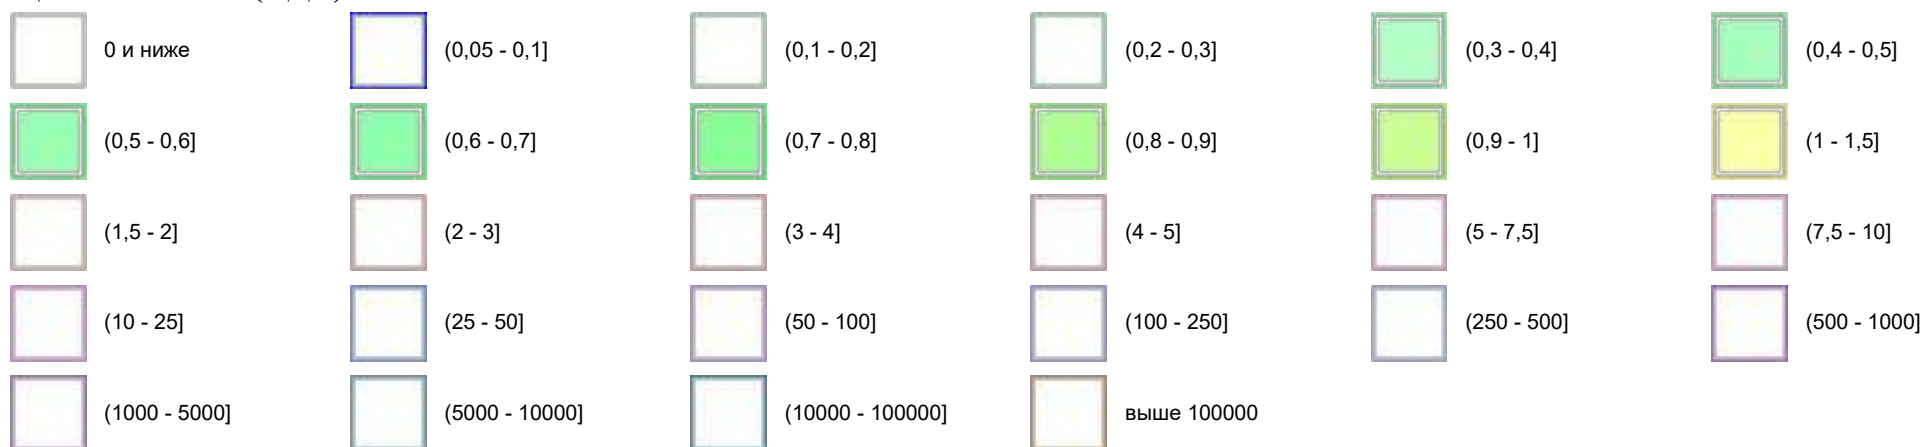 0 и ниже (0,05 - 0,1] (0,1 - 0,2] (0,2 - 0,3] (0,3 - 0,4] (0,4 - 0,5]
(0,5 - 0,6] (0,6 - 0,7] (0,7 - 0,8] (0,8 - 0,9] (0,9 - 1] (1 - 1,5]
(1,5 - 2] (2 - 3] (3 - 4] (4 - 5] (5 - 7,5] (7,5 - 10]
(10 - 25] (25 - 50] (50 - 100] (100 - 250] (250 - 500] (500 - 1000]
(1000 - 5000] (5000 - 10000] (10000 - 100000] выше 100000